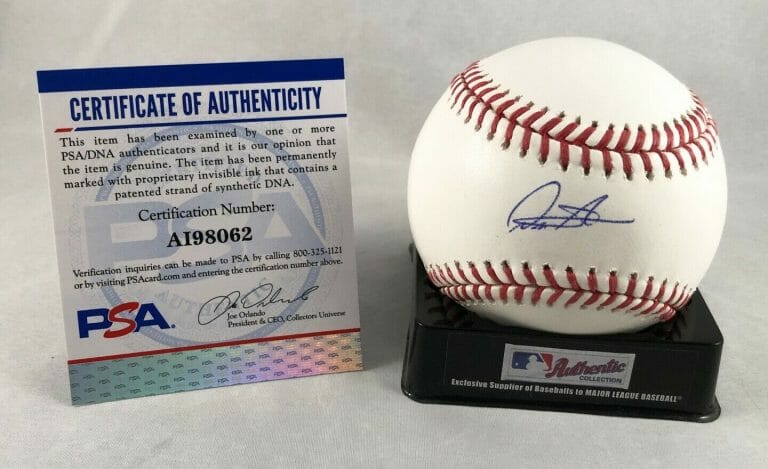 CERTIFICATE OF AUTHENTICITY
This item has been examined by one or more
PSA/DNA authenticators and it is our opinion that
the item is genuine. The item has been permanently
marked with proprietary invisible ink that contains a
patented strand of synthetic DNA.
Certification Number:
AI98062
Verification inquiries can be made to PSA by calling 800-325-1121
or by visiting PSAcard.com and entering the certification number above.
PSA.
Joe Orlando
President & CEO, Collectors Universe
Authentic
COLLECTION
Exclusive Supplier of Baseballs to MAJOR LEAGUE BASEBALL®